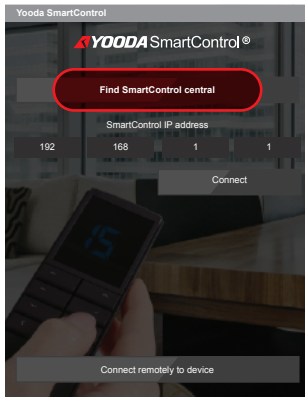 Yooda SmartControl
YOODA SmartControl®
Find SmartControl central
SmartControl IP address
192 168 1 1
Connect
15
Connect remotely to device